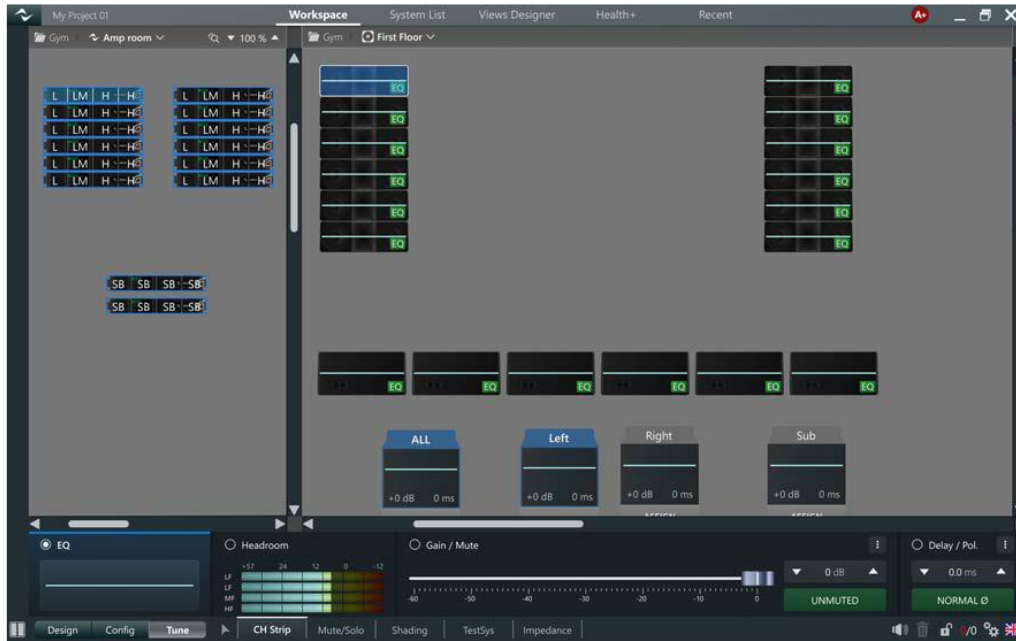 My Project 01 Workspace System List Views Designer Health+ Recent A+
Gym Amp room 100 % Gym First Floor
L LM H H L LM H H EQ EQ
L LM H H L LM H H EQ EQ
L LM H H L LM H H EQ EQ
L LM H H L LM H H EQ EQ
L LM H H L LM H H EQ EQ
L LM H H L LM H H EQ EQ
SB SB SB SB
SB SB SB SB
EQ EQ EQ EQ EQ EQ
ALL Left Right Sub
+0 dB 0 ms +0 dB 0 ms +0 dB 0 ms +0 dB 0 ms
EQ Headroom Gain / Mute Delay / Pol.
>57 24 12 0 -12
LF
LF
MF
HF
0 dB 0.0 ms
-60 -50 -40 -30 -20 -10 0
UNMUTED NORMAL Ø
Design Config Tune CH Strip Mute/Solo Shading TestSys Impedance 0/0